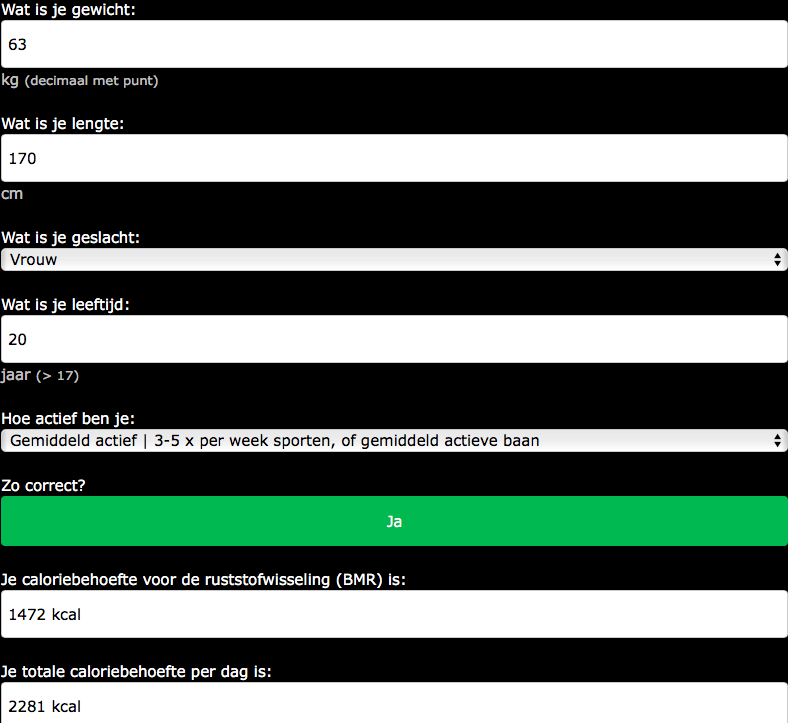 Wat is je gewicht:
63
kg (decimaal met punt)
Wat is je lengte:
170
cm
Wat is je geslacht:
Vrouw
Wat is je leeftijd:
20
jaar (> 17)
Hoe actief ben je:
Gemiddeld actief | 3-5 x per week sporten, of gemiddeld actieve baan
Zo correct?
Ja
Je caloriebehoefte voor de ruststofwisseling (BMR) is:
1472 kcal
Je totale caloriebehoefte per dag is:
2281 kcal